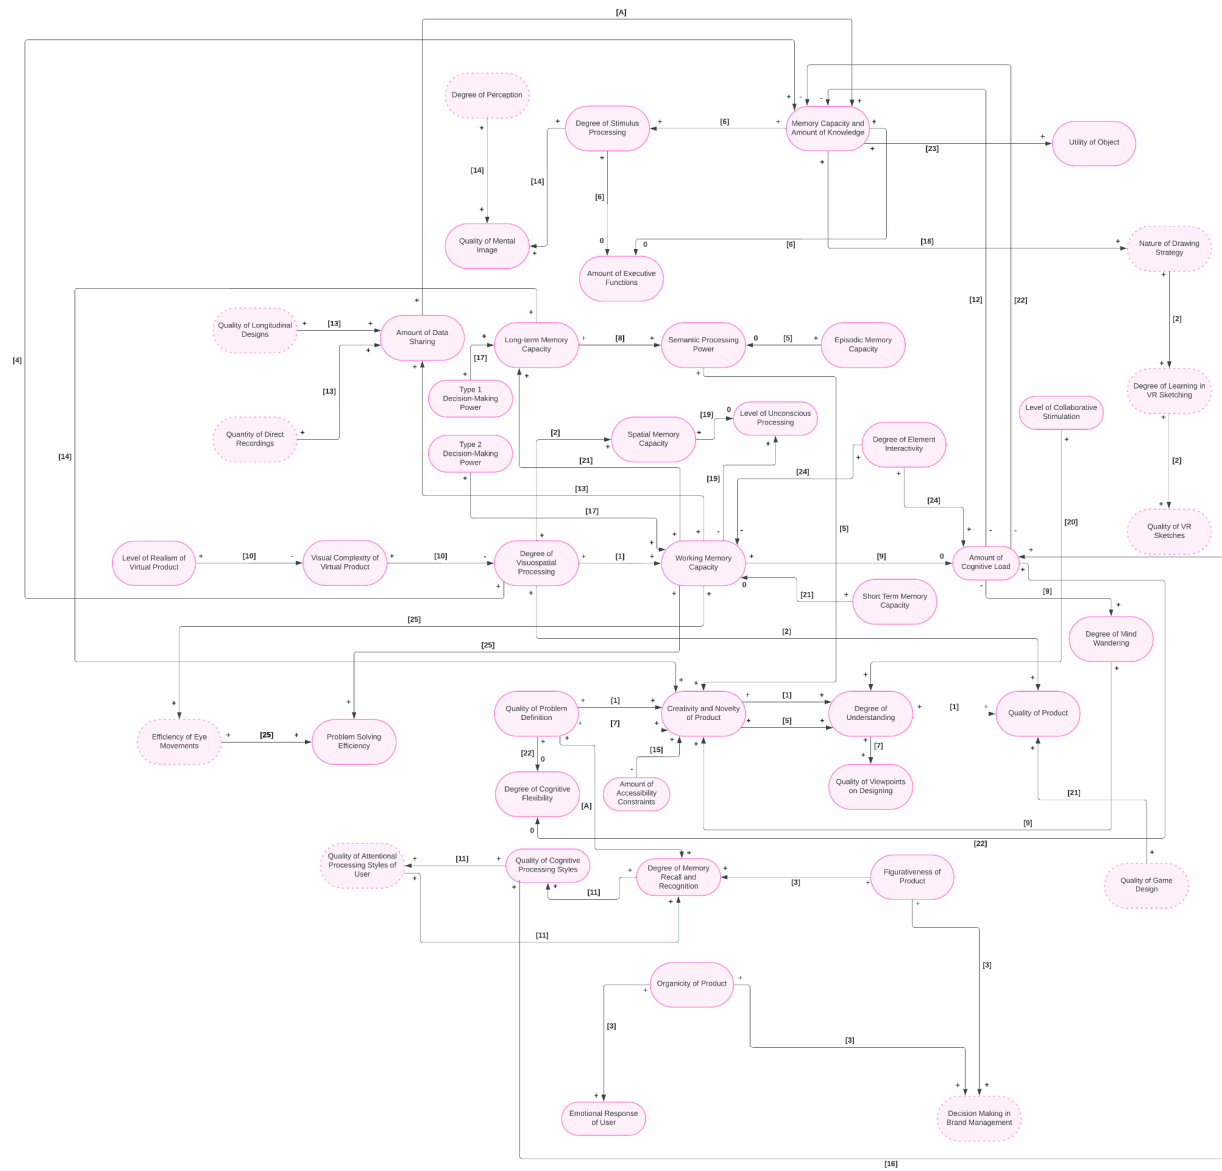 [A]
Degree of Perception
Degree of Stimulus
Processing
[6]
Memory Capacity and
Amount of Knowledge
[23]
Utility of Object
[14]
[14]
[6]
Quality of Mental
Image
Amount of Executive
Functions
[6]
[18]
Nature of Drawing
Strategy
[12]
[22]
[4]
Quality of Longitudinal
Designs
[13]
Amount of Data
Sharing
Long-term Memory
Capacity
[8]
Semantic Processing
Power
[5]
Episodic Memory
Capacity
[2]
[17]
[13]
Type 1
Decision-Making
Power
Degree of Learning in
VR Sketching
Quantity of Direct
Recordings
Type 2
Decision-Making
Power
[2]
Spatial Memory
Capacity
[19]
Level of Unconscious
Processing
Level of Collaborative
Stimulation
Degree of Element
Interactivity
[14]
[21]
[19]
[24]
[2]
[13]
[24]
[17]
[5]
[20]
Quality of VR
Sketches
Level of Realism of
Virtual Product
[10]
Visual Complexity of
Virtual Product
[10]
Degree of
Visuospatial
Processing
[1]
Working Memory
Capacity
[9]
Amount of
Cognitive Load
[21]
Short Term Memory
Capacity
[9]
[25]
[2]
[25]
Degree of Mind
Wandering
Quality of Problem
Definition
[1]
[7]
Creativity and Novelty
of Product
[1]
[5]
Degree of
Understanding
[1]
Quality of Product
Efficiency of Eye
Movements
[25]
Problem Solving
Efficiency
[22]
[15]
[7]
Degree of Cognitive
Flexibility
Amount of
Accessibility
Constraints
Quality of Viewpoints
on Designing
[A]
[21]
[9]
[22]
Quality of Attentional
Processing Styles of
User
[11]
Quality of Cognitive
Processing Styles
[11]
Degree of Memory
Recall and
Recognition
[3]
Figurativeness of
Product
Quality of Game
Design
[11]
[3]
Organicity of Product
[3]
[3]
Emotional Response
of User
Decision Making in
Brand Management
[16]